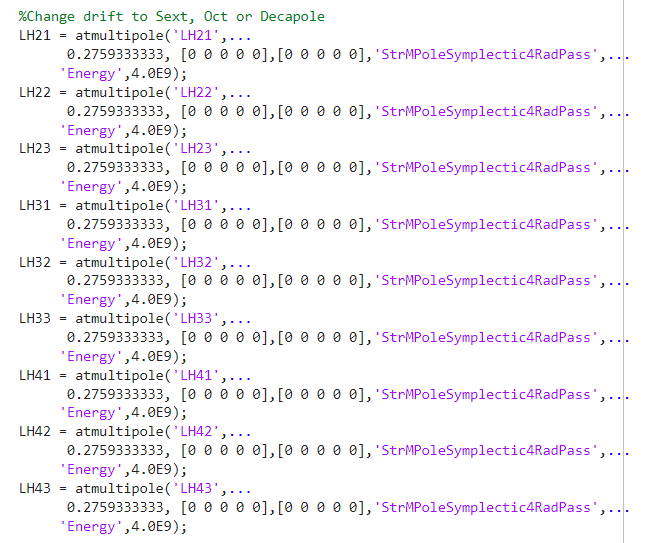 %Change drift to Sext, Oct or Decapole
LH21 = atmultipole('LH21',...
0.2759333333, [0 0 0 0 0],[0 0 0 0 0],'StrMPoleSymplectic4RadPass',...
'Energy',4.0E9);
LH22 = atmultipole('LH22',...
0.2759333333, [0 0 0 0 0],[0 0 0 0 0],'StrMPoleSymplectic4RadPass',...
'Energy',4.0E9);
LH23 = atmultipole('LH23',...
0.2759333333, [0 0 0 0 0],[0 0 0 0 0],'StrMPoleSymplectic4RadPass',...
'Energy',4.0E9);
LH31 = atmultipole('LH31',...
0.2759333333, [0 0 0 0 0],[0 0 0 0 0],'StrMPoleSymplectic4RadPass',...
'Energy',4.0E9);
LH32 = atmultipole('LH32',...
0.2759333333, [0 0 0 0 0],[0 0 0 0 0],'StrMPoleSymplectic4RadPass',...
'Energy',4.0E9);
LH33 = atmultipole('LH33',...
0.2759333333, [0 0 0 0 0],[0 0 0 0 0],'StrMPoleSymplectic4RadPass',...
'Energy',4.0E9);
LH41 = atmultipole('LH41',...
0.2759333333, [0 0 0 0 0],[0 0 0 0 0],'StrMPoleSymplectic4RadPass',...
'Energy',4.0E9);
LH42 = atmultipole('LH42',...
0.2759333333, [0 0 0 0 0],[0 0 0 0 0],'StrMPoleSymplectic4RadPass',...
'Energy',4.0E9);
LH43 = atmultipole('LH43',...
0.2759333333, [0 0 0 0 0],[0 0 0 0 0],'StrMPoleSymplectic4RadPass',...
'Energy',4.0E9);